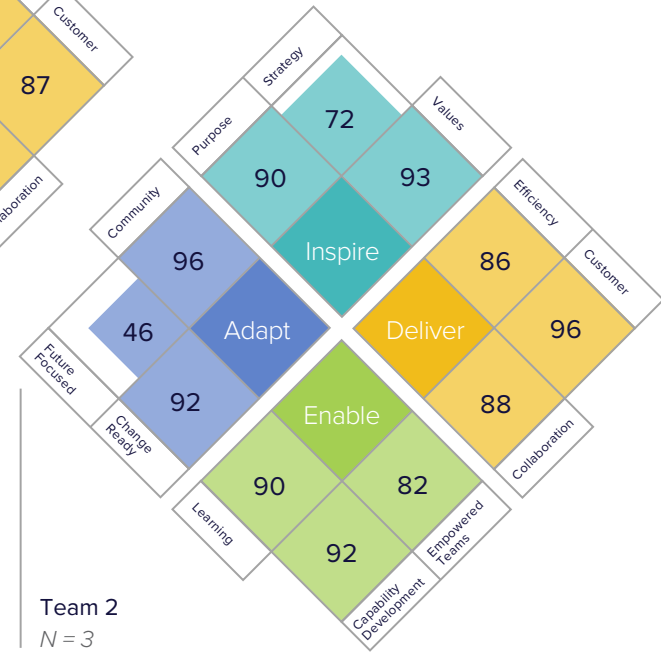 Customer
87
Strategy
Purpose
72
Values
90
93
Inspire
Community
96
Adapt
46
92
Future
Focused
Change
Ready
Efficiency
86
Customer
Deliver
96
88
Collaboration
Enable
90
82
92
Learning
Empowered
Teams
Capability
Development
Team 2
N = 3